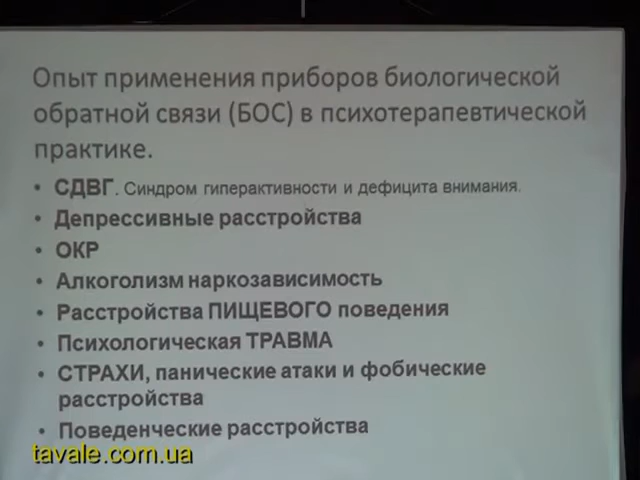 Опыт применения приборов биологической
обратной связи (БОС) в психотерапевтической
практике.
• СДВГ. Синдром гиперактивности и дефицита внимания.
• Депрессивные расстройства
• ОКР
• Алкоголизм наркозависимость
• Расстройства ПИЩЕВОГО поведения
• Психологическая ТРАВМА
• СТРАХИ, панические атаки и фобические
расстройства
• Поведенческие расстройства
tavale.com.ua